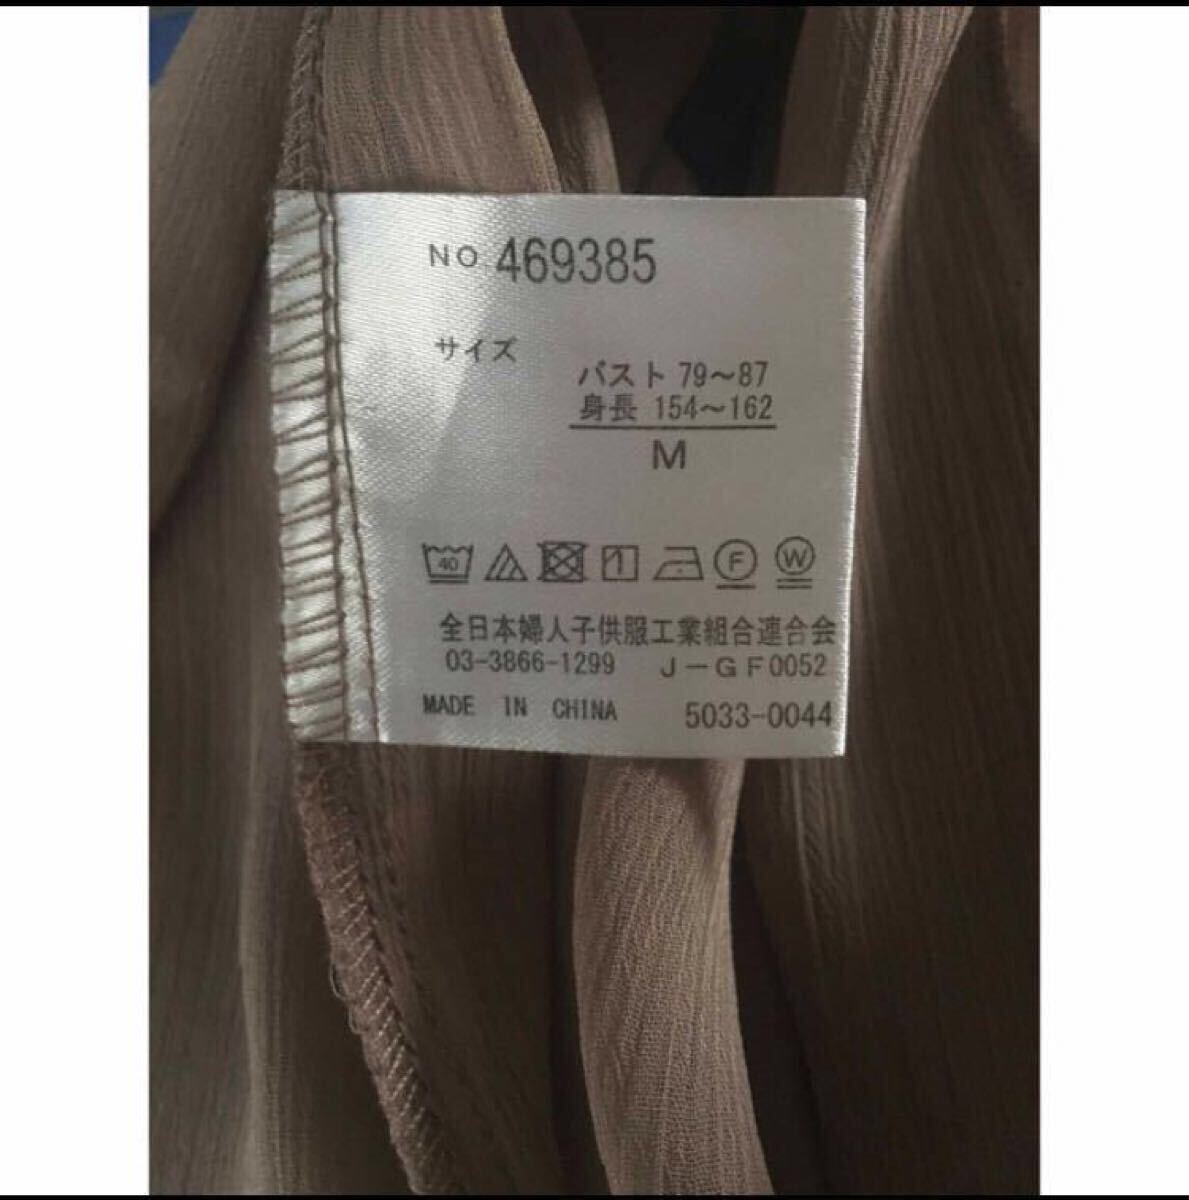 NO 469385
サイズ
バスト 79〜87
身長 154〜162
M
40 F W
全日本婦人子供服工業組合連合会
03-3866-1299 J-GF0052
MADE IN CHINA 5033-0044